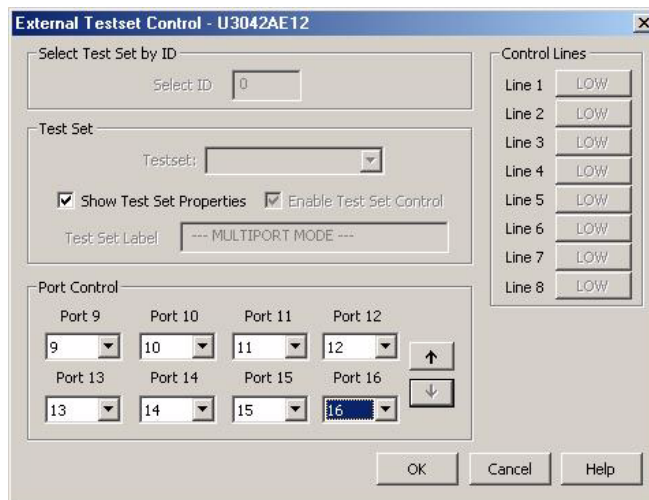 External Testset Control - U3042AE12
Select Test Set by ID
Select ID 0
Test Set
Testset:
Show Test Set Properties Enable Test Set Control
Test Set Label --- MULTIPORT MODE ---
Port Control
Port 9 Port 10 Port 11 Port 12
9 10 11 12
Port 13 Port 14 Port 15 Port 16
13 14 15 16
Control Lines
Line 1 LOW
Line 2 LOW
Line 3 LOW
Line 4 LOW
Line 5 LOW
Line 6 LOW
Line 7 LOW
Line 8 LOW
OK Cancel Help